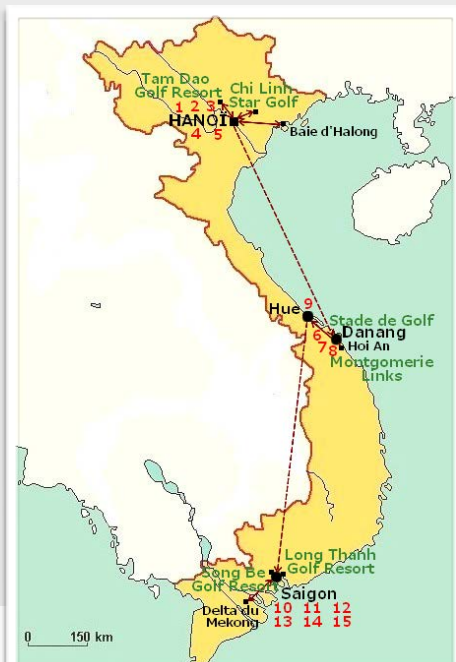 Tam Dao
Golf Resort
Chi Linh
Star Golf
1 2 3
HANOÏ
4 5
Baie d'Halong
9
Hue
Stade de Golf
6
Danang
7
8
Hoi An
Montgomerie
Links
Long Thanh
Golf Resort
Song Be
Golf Resort
Saigon
Delta du
Mekong
10 11 12
13 14 15
0 150 km